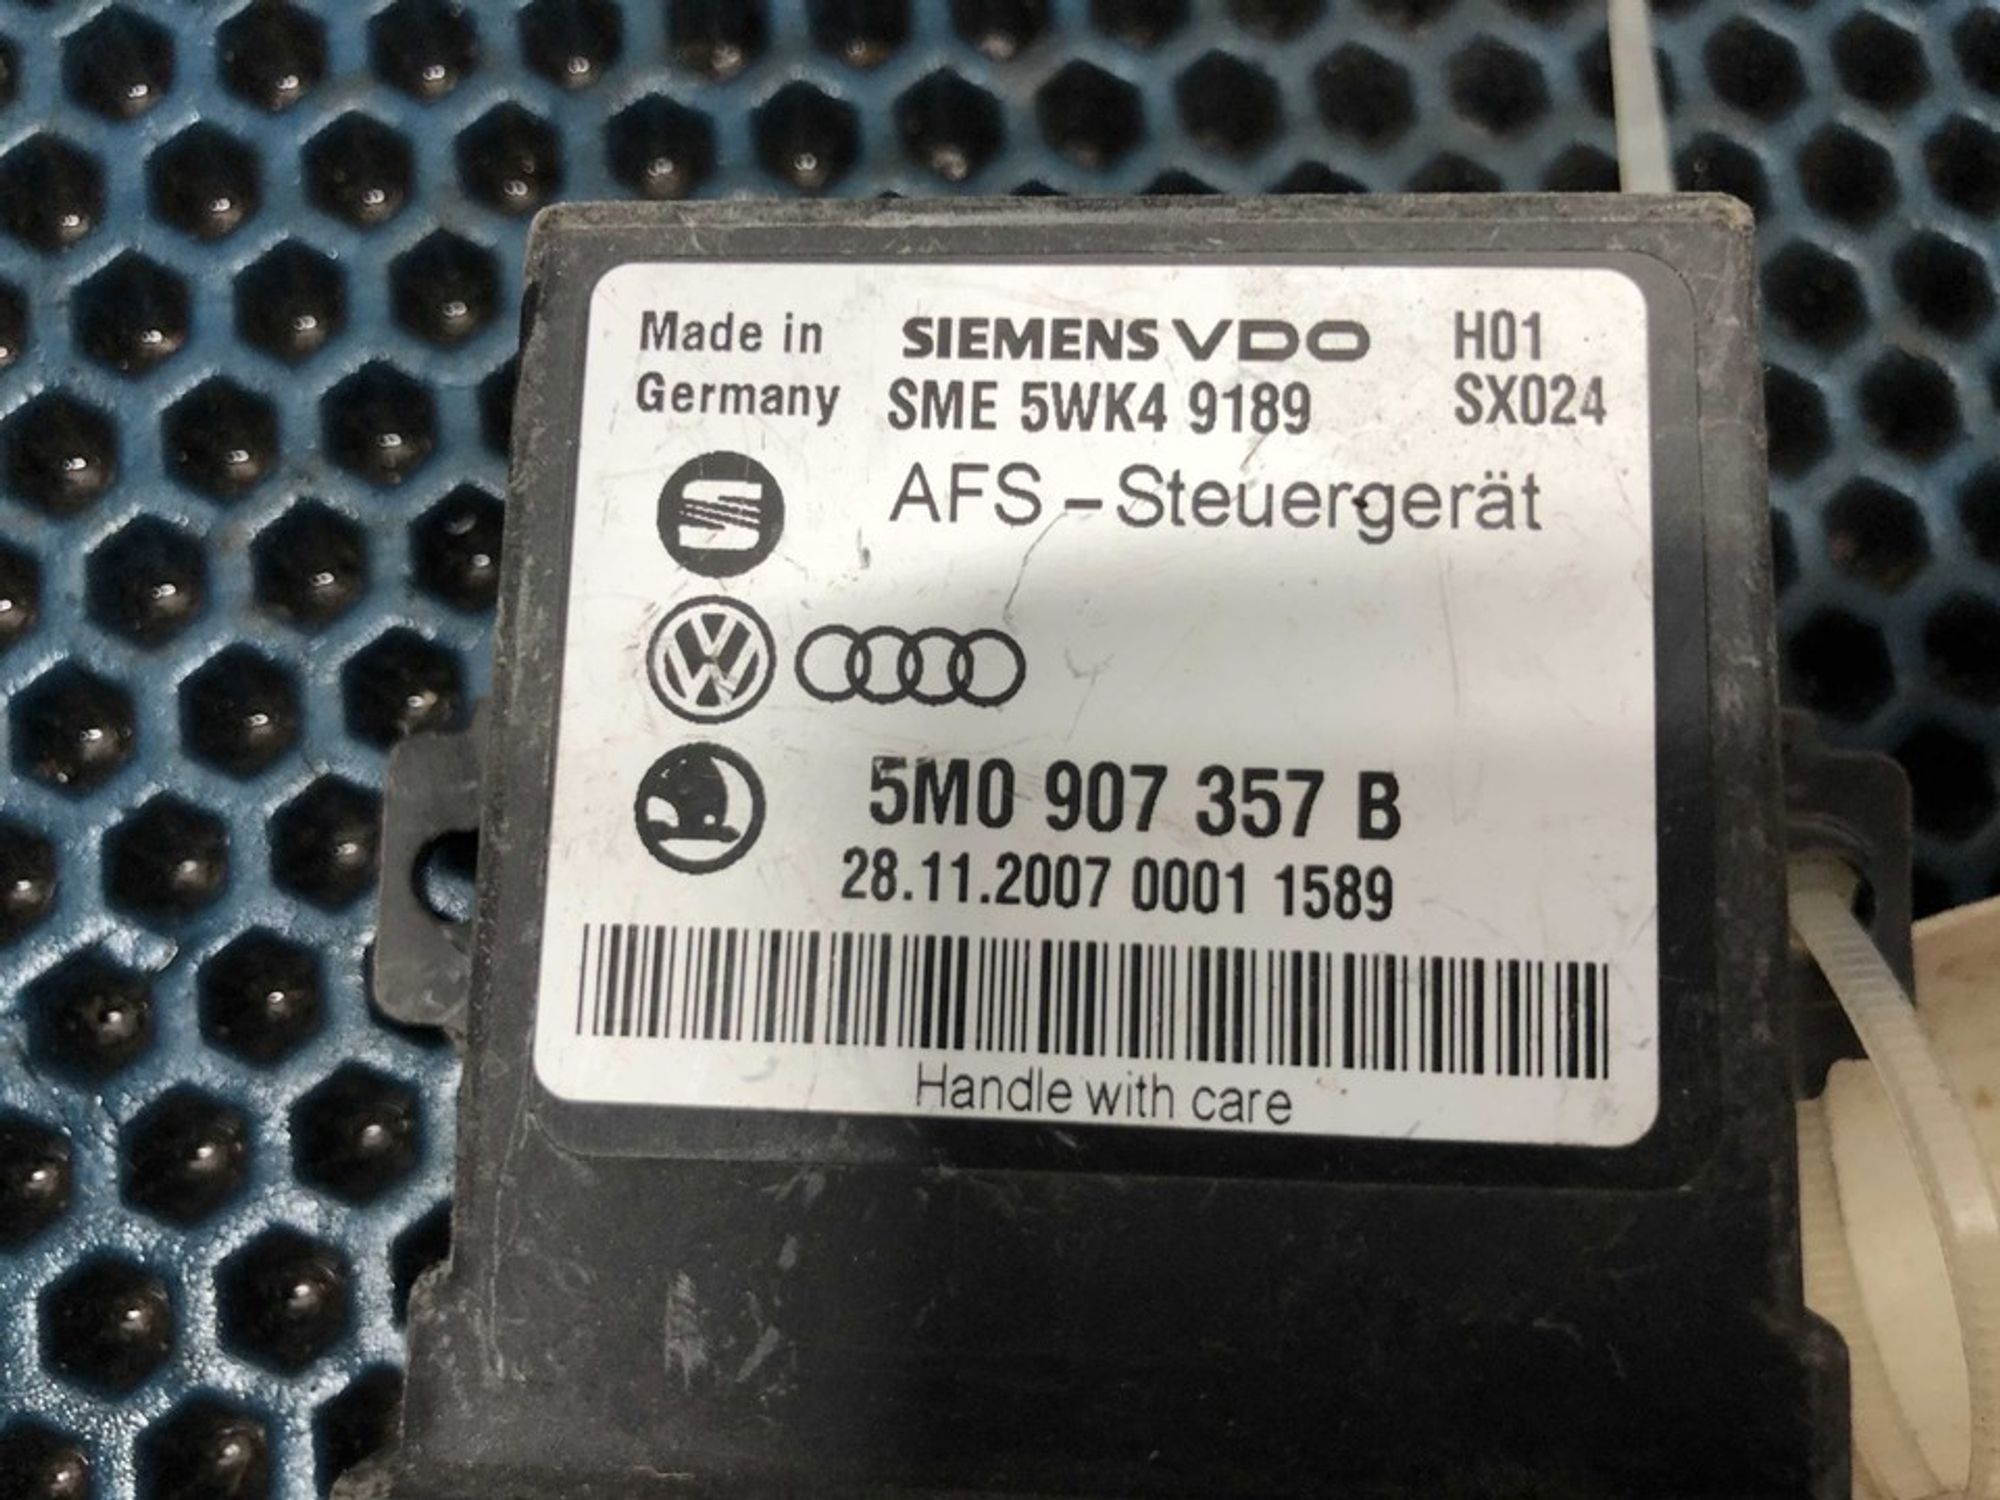 Made in SIEMENS VDO H01
Germany SME 5WK4 9189 SX024
AFS - Steuergerät
5M0 907 357 B
28.11.2007 0001 1589
Handle with care